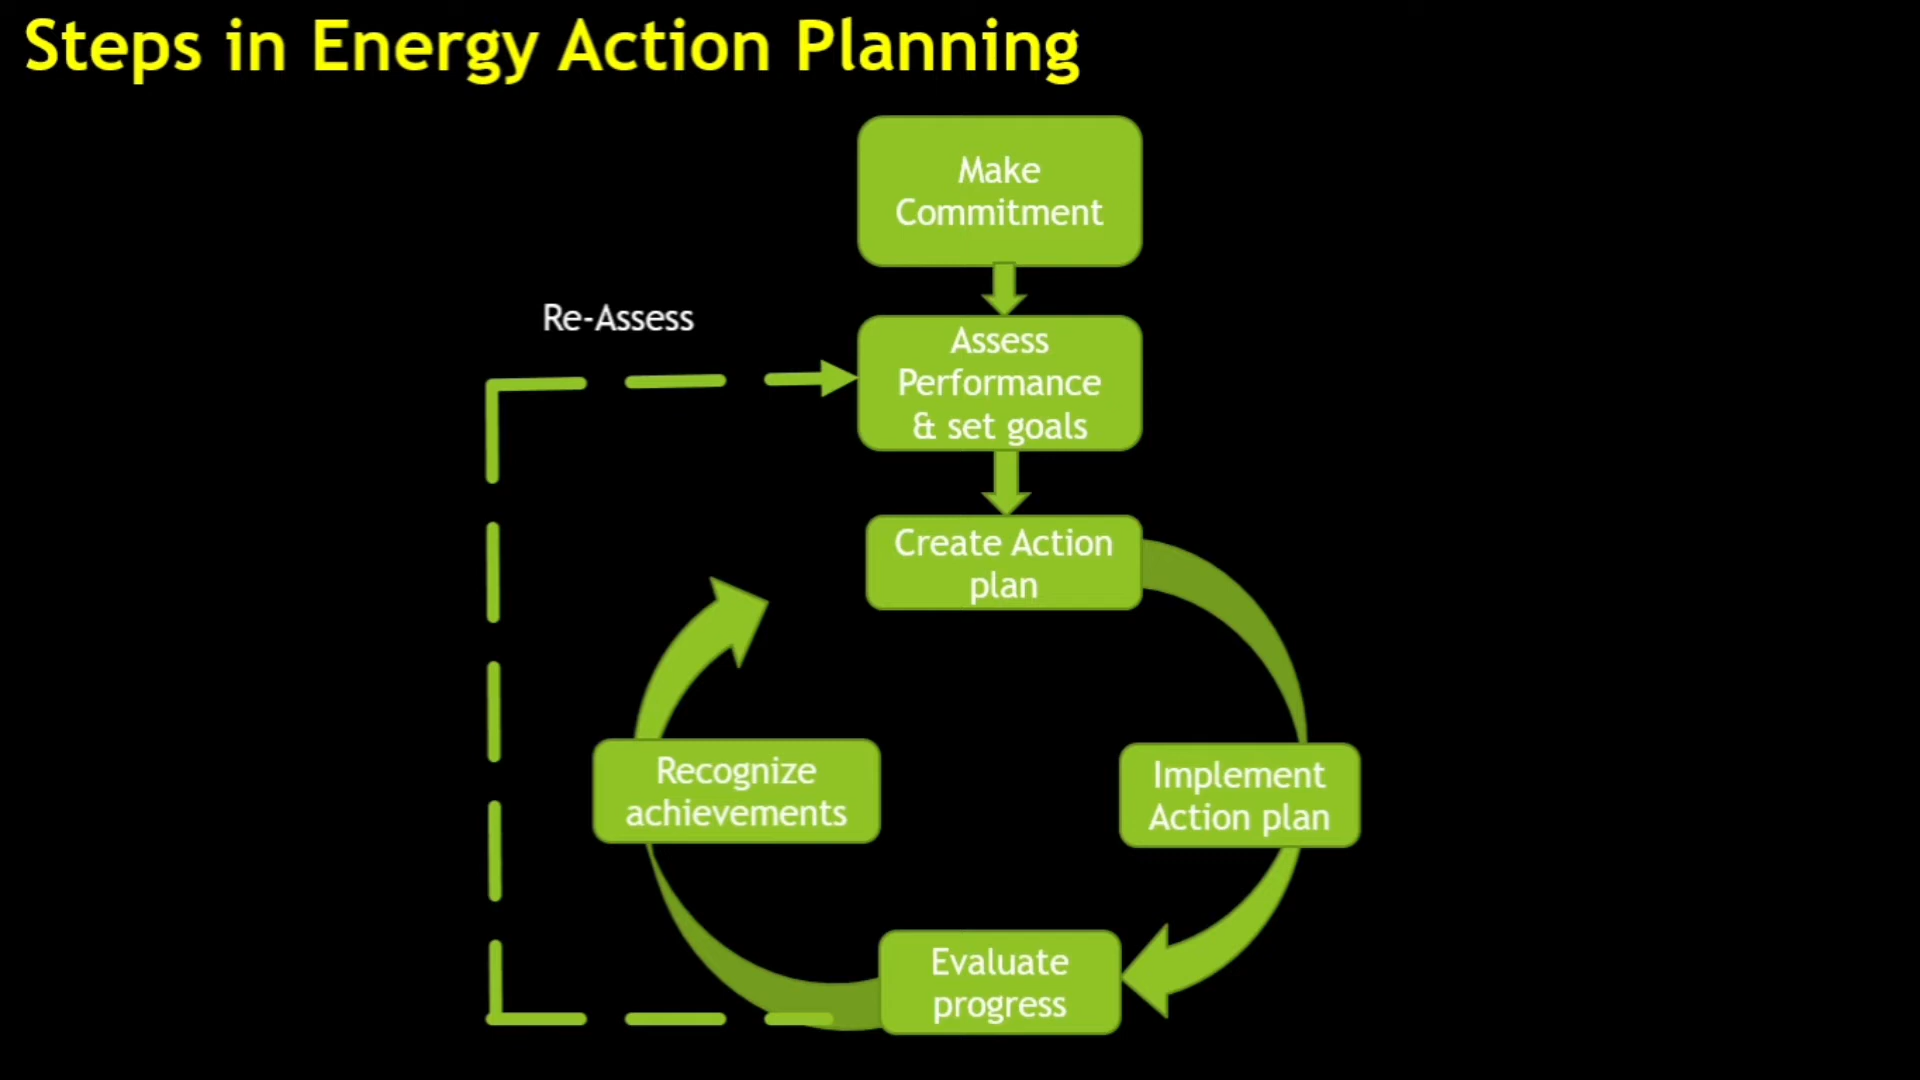 Steps in Energy Action Planning
Make
Commitment
Re-Assess
Assess
Performance
& set goals
Create Action
plan
Recognize
achievements
Implement
Action plan
Evaluate
progress